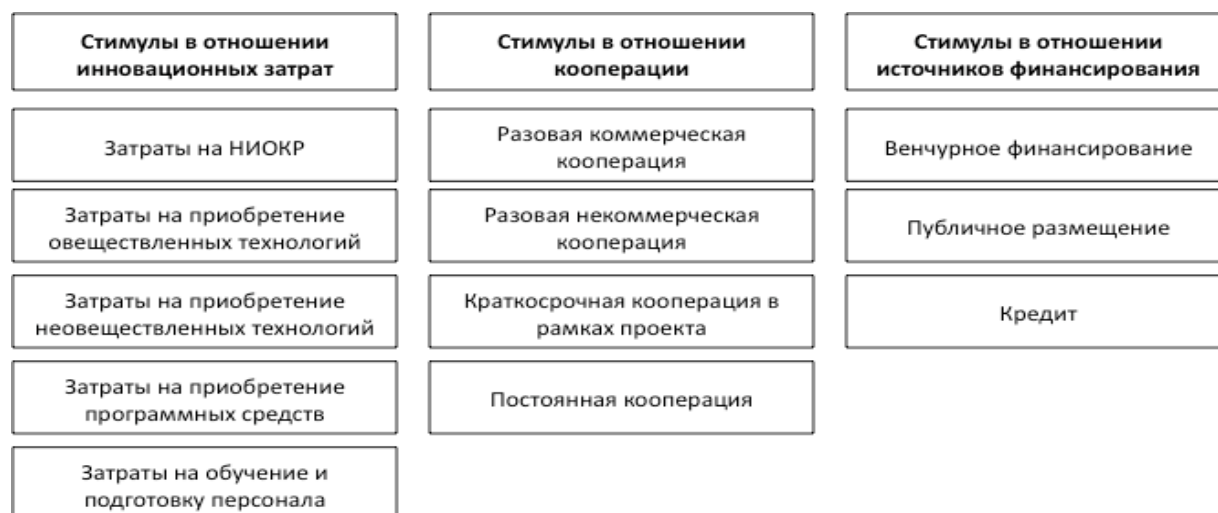 Стимулы в отношении
инновационных затрат
Затраты на НИОКР
Затраты на приобретение
овеществленных технологий
Затраты на приобретение
неовеществленных технологий
Затраты на приобретение
программных средств
Затраты на обучение и
подготовку персонала
Стимулы в отношении
кооперации
Разовая коммерческая
кооперация
Разовая некоммерческая
кооперация
Краткосрочная кооперация в
рамках проекта
Постоянная кооперация
Стимулы в отношении
источников финансирования
Венчурное финансирование
Публичное размещение
Кредит